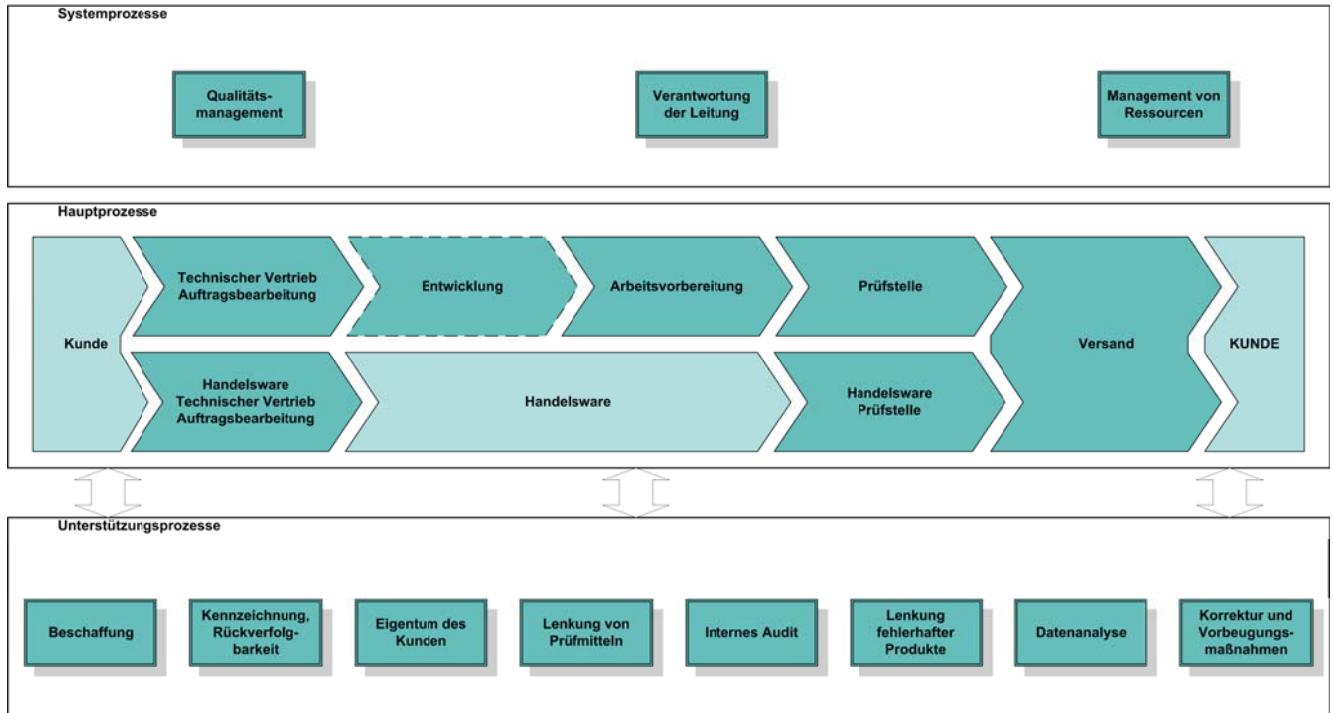 Systemprozesse
Qualitäts-
management
Verantwortung
der Leitung
Management von
Ressourcen
Hauptprozesse
Kunde
Technischer Vertrieb
Auftragsbearbeitung
Entwicklung
Arbeitsvorbereitung
Prüfstelle
Handelsware
Technischer Vertrieb
Auftragsbearbeitung
Handelsware
Handelsware
Prüfstelle
Versand
KUNDE
Unterstützungsprozesse
Beschaffung
Kennzeichnung,
Rückverfolg-
barkeit
Eigentum des
Kunden
Lenkung von
Prüfmitteln
Internes Audit
Lenkung
fehlerhafter
Produkte
Datenanalyse
Korrektur und
Vorbeugungs-
maßnahmen